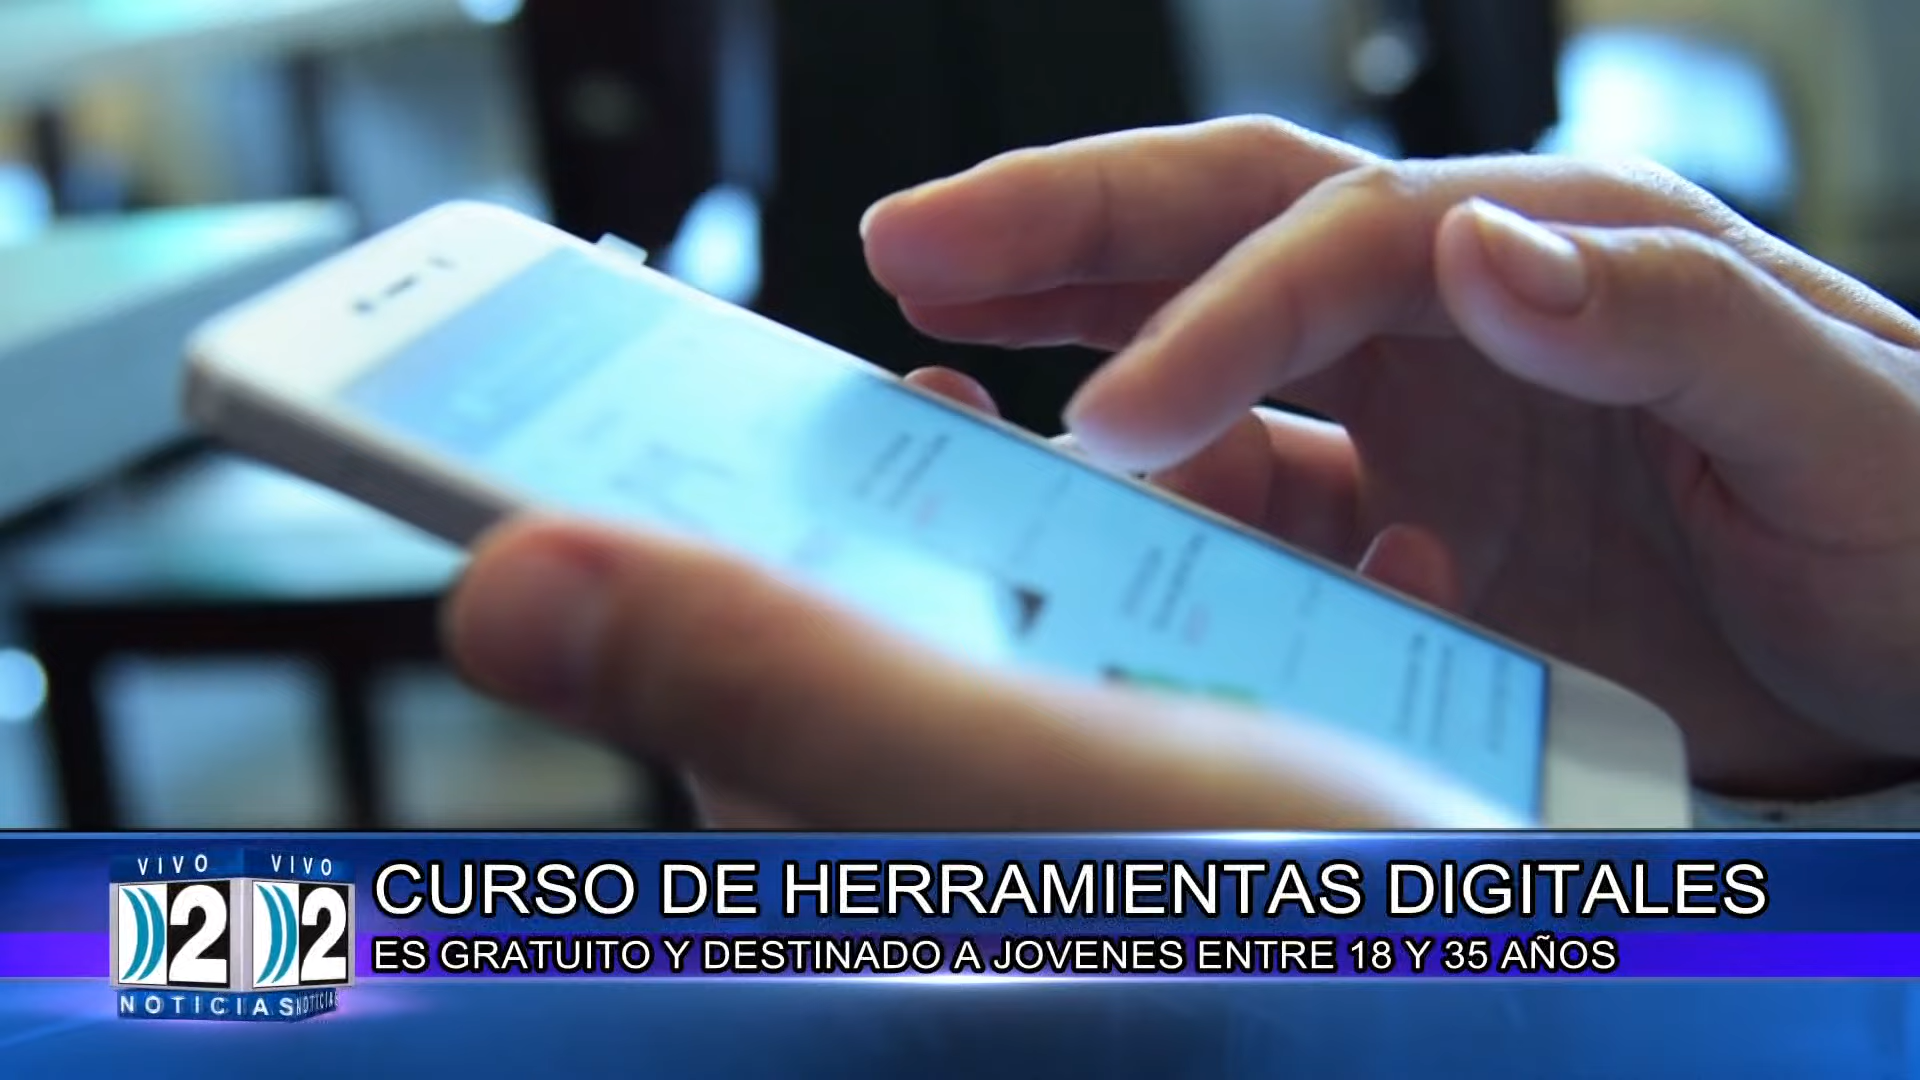 VIVO VIVO
2 2
NOTICIAS NOTICIAS
CURSO DE HERRAMIENTAS DIGITALES
ES GRATUITO Y DESTINADO A JOVENES ENTRE 18 Y 35 AÑOS